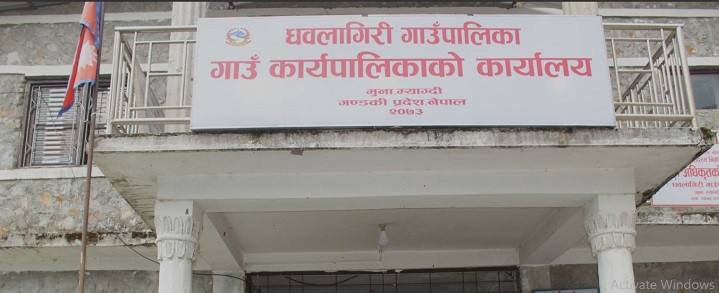 धवलागिरी गाउँपालिका
गाउँ कार्यपालिकाको कार्यालय
मुना म्याग्दी
गण्डकी प्रदेश नेपाल
२०७३
Activate Windows